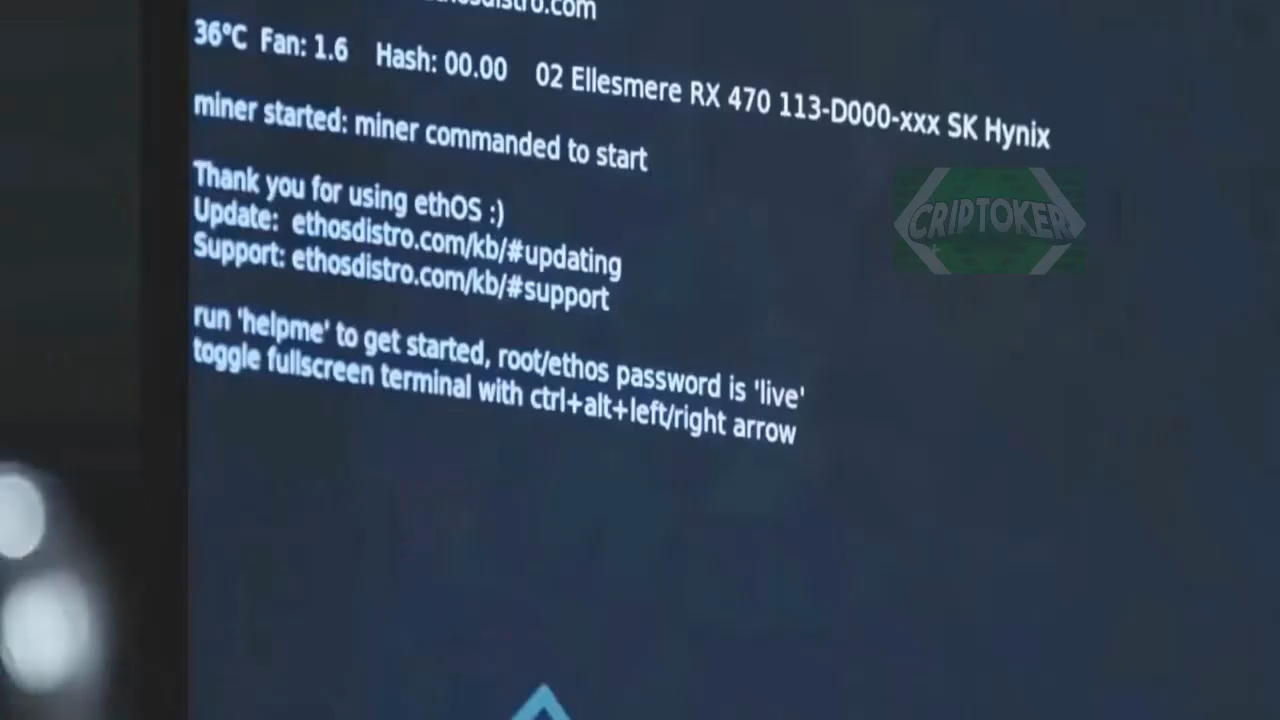 36°C Fan: 1.6 Hash: 00.00 02 Ellesmere RX 470 113-D000-xxx SK Hynix
miner started: miner commanded to start
Thank you for using ethOS :)
Update: ethosdistro.com/kb/#updating
Support: ethosdistro.com/kb/#support
run 'helpme' to get started, root/ethos password is 'live'
toggle fullscreen terminal with ctrl+alt+left/right arrow
CRIPTOKER